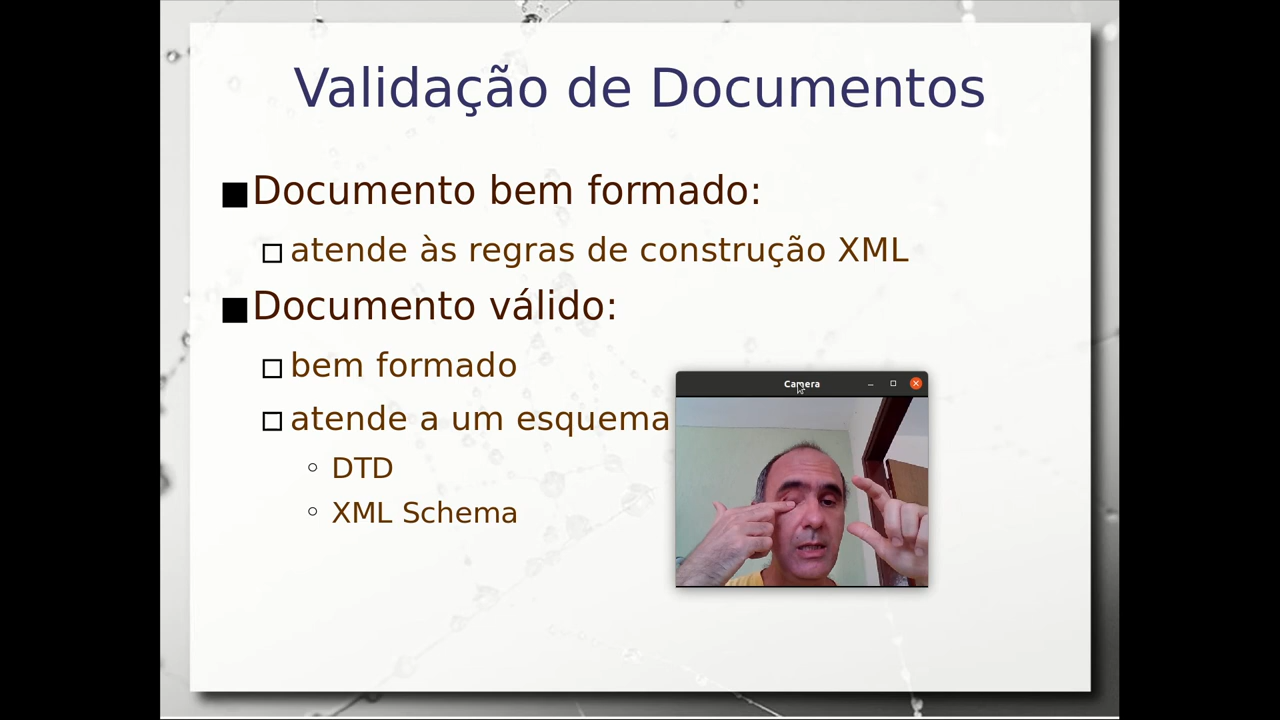 Validação de Documentos
Documento bem formado:
atende às regras de construção XML
Documento válido:
bem formado
atende a um esquema
DTD
XML Schema
Camera